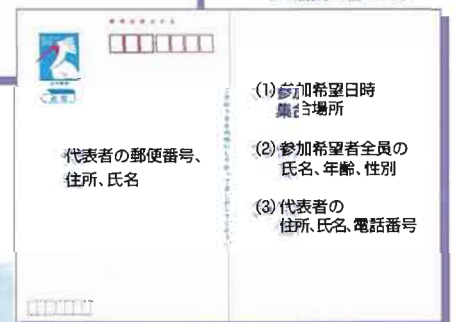 代表者の郵便番号、
住所、氏名
(1)参加希望日時
集合場所
(2)参加希望者全員の
氏名、年齢、性別
(3)代表者の
住所、氏名、電話番号